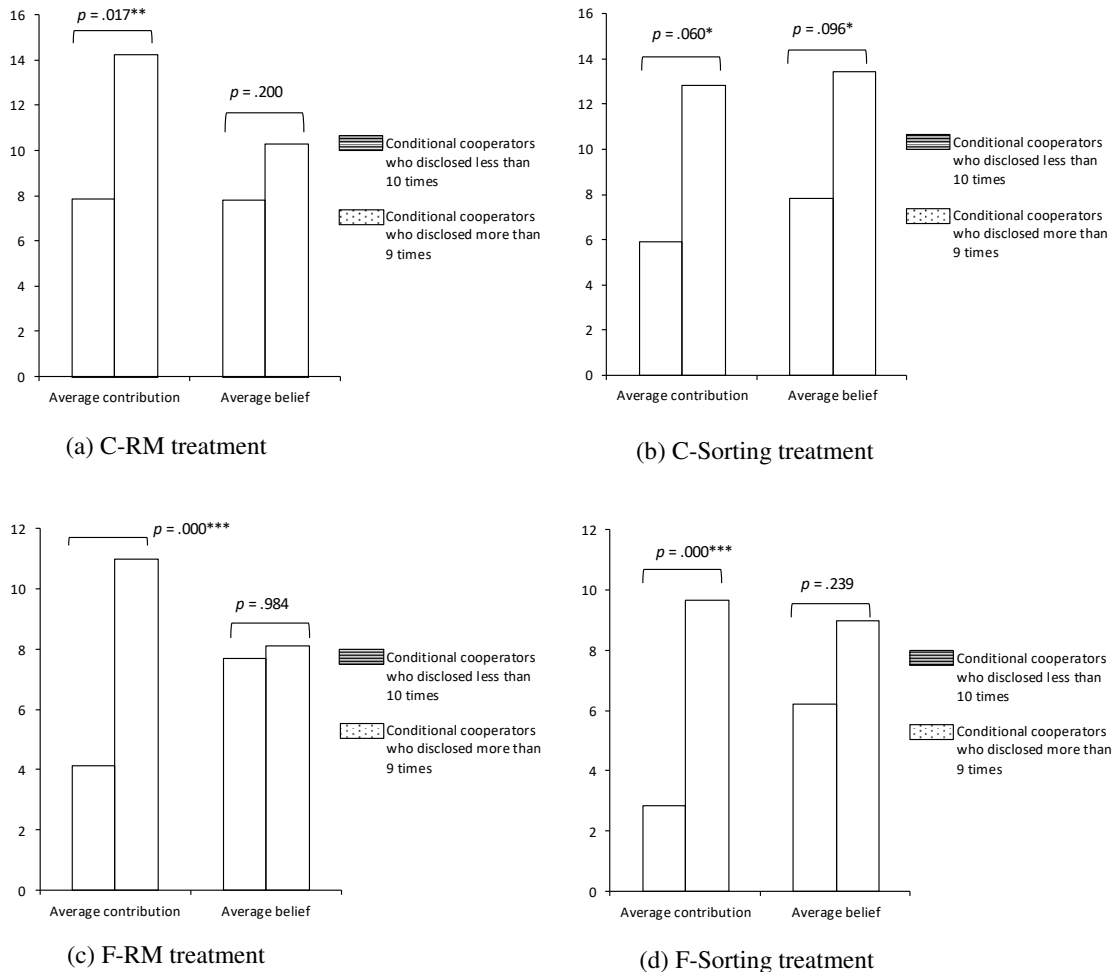 16
14
12
10
8
6
4
2
0
p = .017**
p = .200
Average contribution
Average belief
Conditional cooperators
who disclosed less than
10 times
Conditional cooperators
who disclosed more than
9 times
(a) C-RM treatment
16
14
12
10
8
6
4
2
0
p = .060*
p = .096*
Average contribution
Average belief
Conditional cooperators
who disclosed less than
10 times
Conditional cooperators
who disclosed more than
9 times
(b) C-Sorting treatment
12
10
8
6
4
2
0
p = .000***
p = .984
Average contribution
Average belief
Conditional cooperators
who disclosed less than
10 times
Conditional cooperators
who disclosed more than
9 times
(c) F-RM treatment
12
10
8
6
4
2
0
p = .000***
p = .239
Average contribution
Average belief
Conditional cooperators
who disclosed less than
10 times
Conditional cooperators
who disclosed more than
9 times
(d) F-Sorting treatment